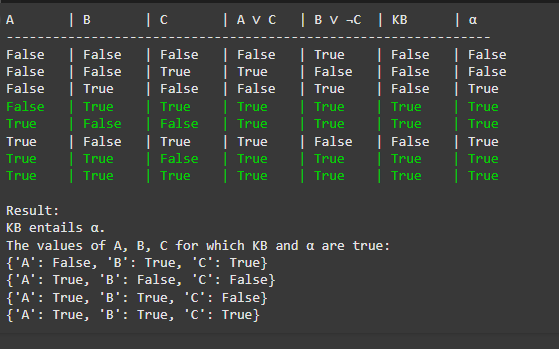 A | B | C | A ∨ C | B ∨ ¬C | KB | α
--------------------------------------------------------------
False | False | False | False | True | False | False
False | False | True | True | False | False | False
False | True | False | False | True | False | True
False | True | True | True | True | True | True
True | False | False | True | True | True | True
True | False | True | True | False | False | True
True | True | False | True | True | True | True
True | True | True | True | True | True | True
Result:
KB entails α.
The values of A, B, C for which KB and α are true:
{'A': False, 'B': True, 'C': True}
{'A': True, 'B': False, 'C': False}
{'A': True, 'B': True, 'C': False}
{'A': True, 'B': True, 'C': True}